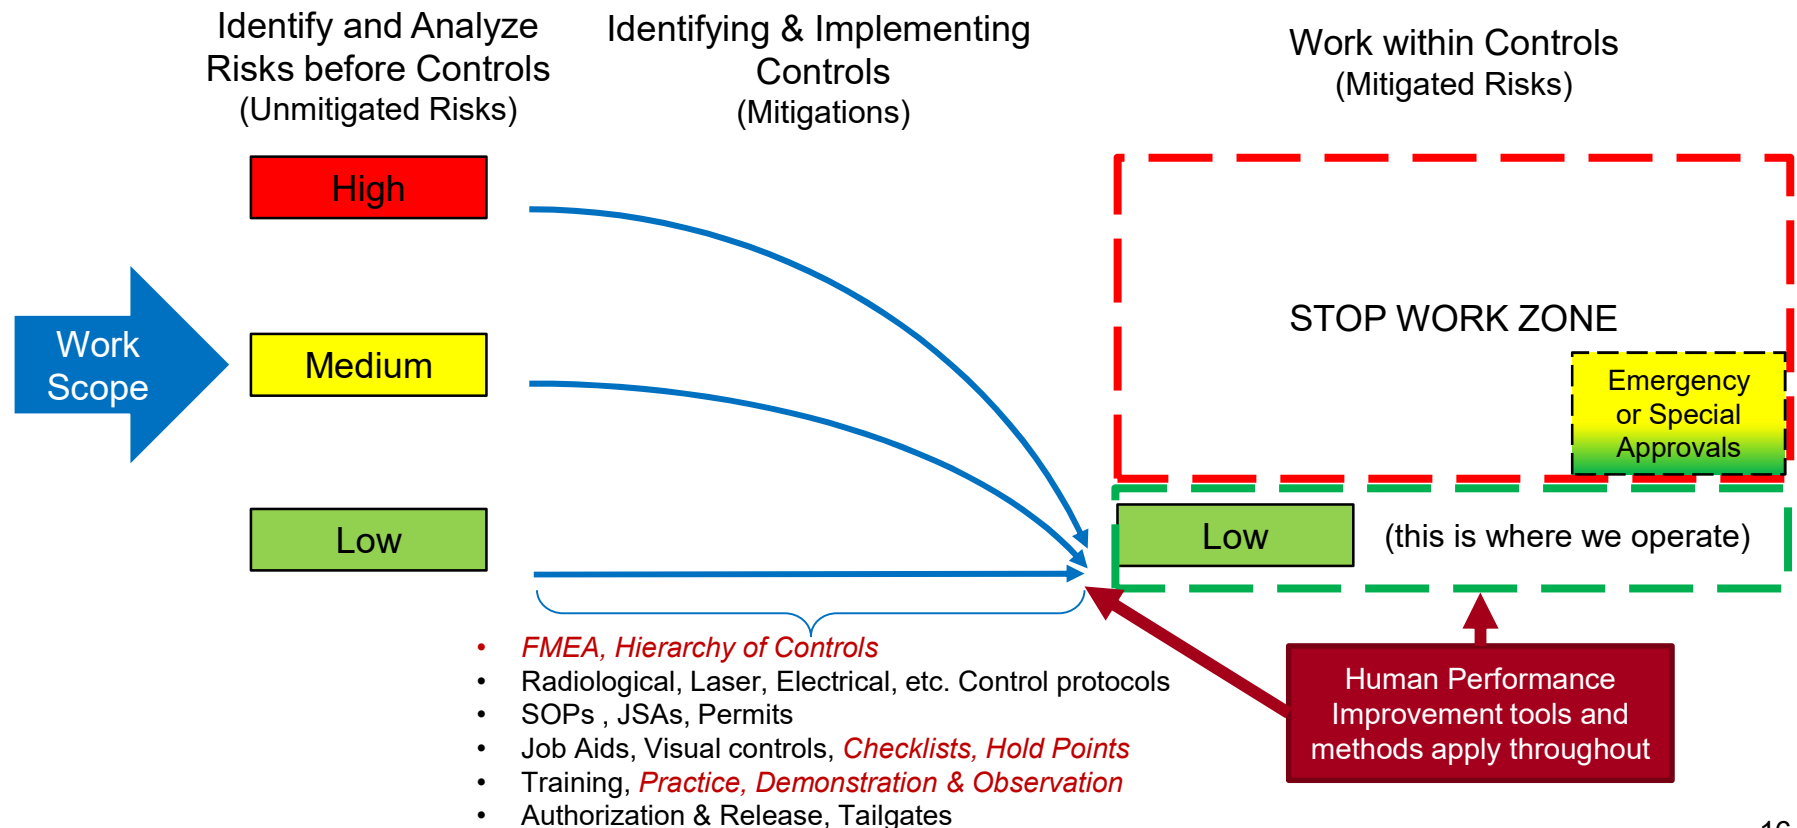 Identify and Analyze
Risks before Controls
(Unmitigated Risks)
Identifying & Implementing
Controls
(Mitigations)
Work within Controls
(Mitigated Risks)
Work
Scope
High
Medium
Low
STOP WORK ZONE
Emergency
or Special
Approvals
Low
(this is where we operate)
• FMEA, Hierarchy of Controls
• Radiological, Laser, Electrical, etc. Control protocols
• SOPs , JSAs, Permits
• Job Aids, Visual controls, Checklists, Hold Points
• Training, Practice, Demonstration & Observation
• Authorization & Release, Tailgates
Human Performance
Improvement tools and
methods apply throughout
16